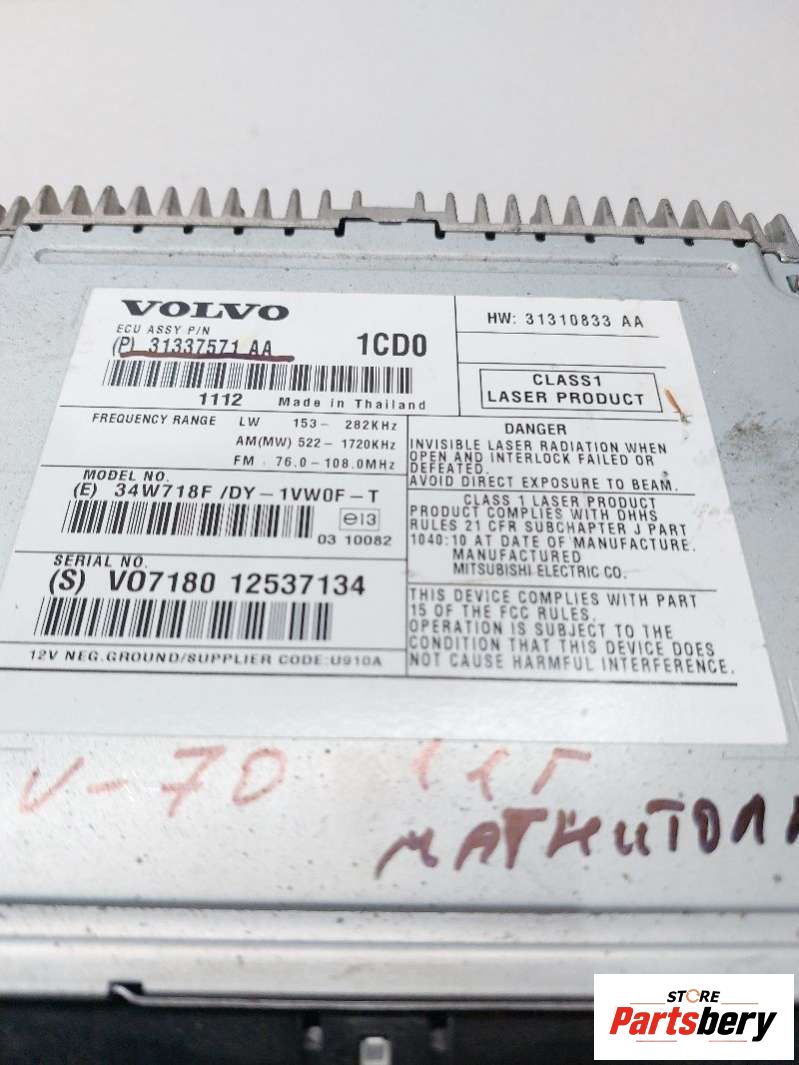 VOLVO
ECU ASSY P/N
(P) 31337571 AA 1CD0
1112 Made in Thailand
HW: 31310833 AA
CLASS1
LASER PRODUCT
FREQUENCY RANGE LW 153- 282KHz
AM(MW) 522- 1720KHz
FM 76.0-108.0MHz
MODEL NO.
(E) 34W718F /DY-1VW0F-T
e13
03 10082
SERIAL NO.
(S) VO7180 12537134
12V NEG.GROUND/SUPPLIER CODE:U910A
DANGER
INVISIBLE LASER RADIATION WHEN
OPEN AND INTERLOCK FAILED OR
DEFEATED.
AVOID DIRECT EXPOSURE TO BEAM.
CLASS 1 LASER PRODUCT
PRODUCT COMPLIES WITH DHHS
RULES 21 CFR SUBCHAPTER J PART
1040:10 AT DATE OF MANUFACTURE.
MANUFACTURED
MITSUBISHI ELECTRIC CO.
THIS DEVICE COMPLIES WITH PART
15 OF THE FCC RULES.
OPERATION IS SUBJECT TO THE
CONDITION THAT THIS DEVICE DOES
NOT CAUSE HARMFUL INTERFERENCE.
V-70 11г
магнитола
STORE
Partsbery